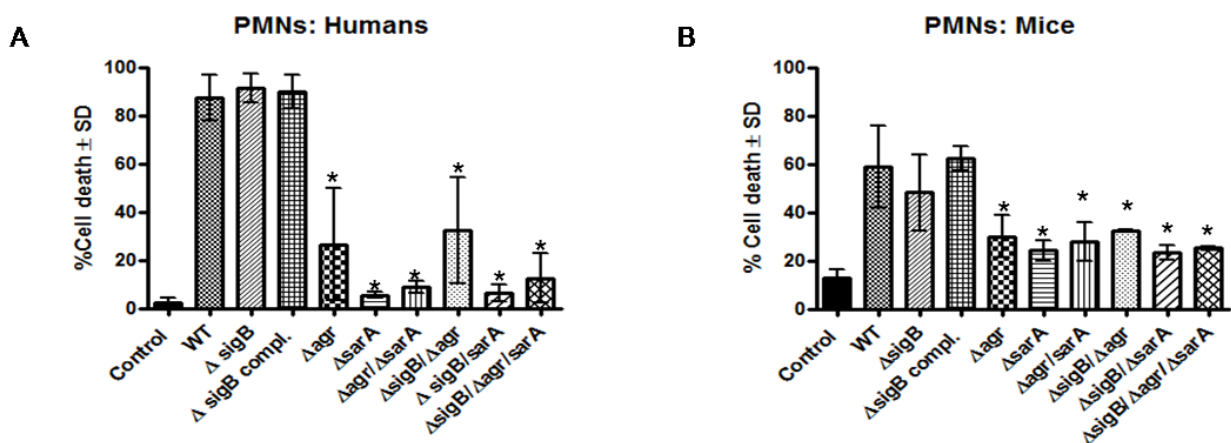 A
PMNs: Humans
%Cell death ± SD
100
80
60
40
20
0
*
*
*
*
*
*
Control
WT
Δ sigB
Δ sigB compl.
Δagr
ΔsarA
Δagr/ΔsarA
ΔsigB/Δagr
Δ sigB/sarA
ΔsigB/Δagr/sarA
B
PMNs: Mice
% Cell death ± SD
100
80
60
40
20
0
*
*
*
*
*
*
Control
WT
ΔsigB
ΔsigB compl.
Δagr
ΔsarA
Δagr/sarA
ΔsigB/Δagr
ΔsigB/ΔsarA
ΔsigB/Δagr/ΔsarA